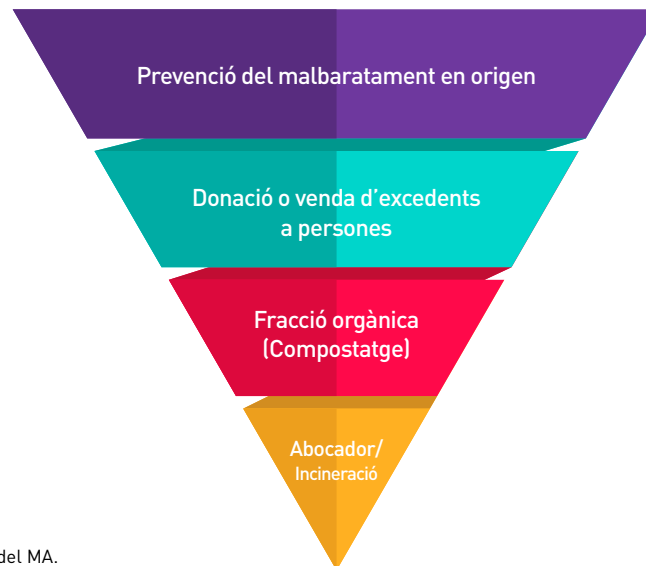 Prevenció del malbaratament en origen
Donació o venda d’excedents
a persones
Fracció orgànica
(Compostatge)
Abocador/
Incineració
del MA.